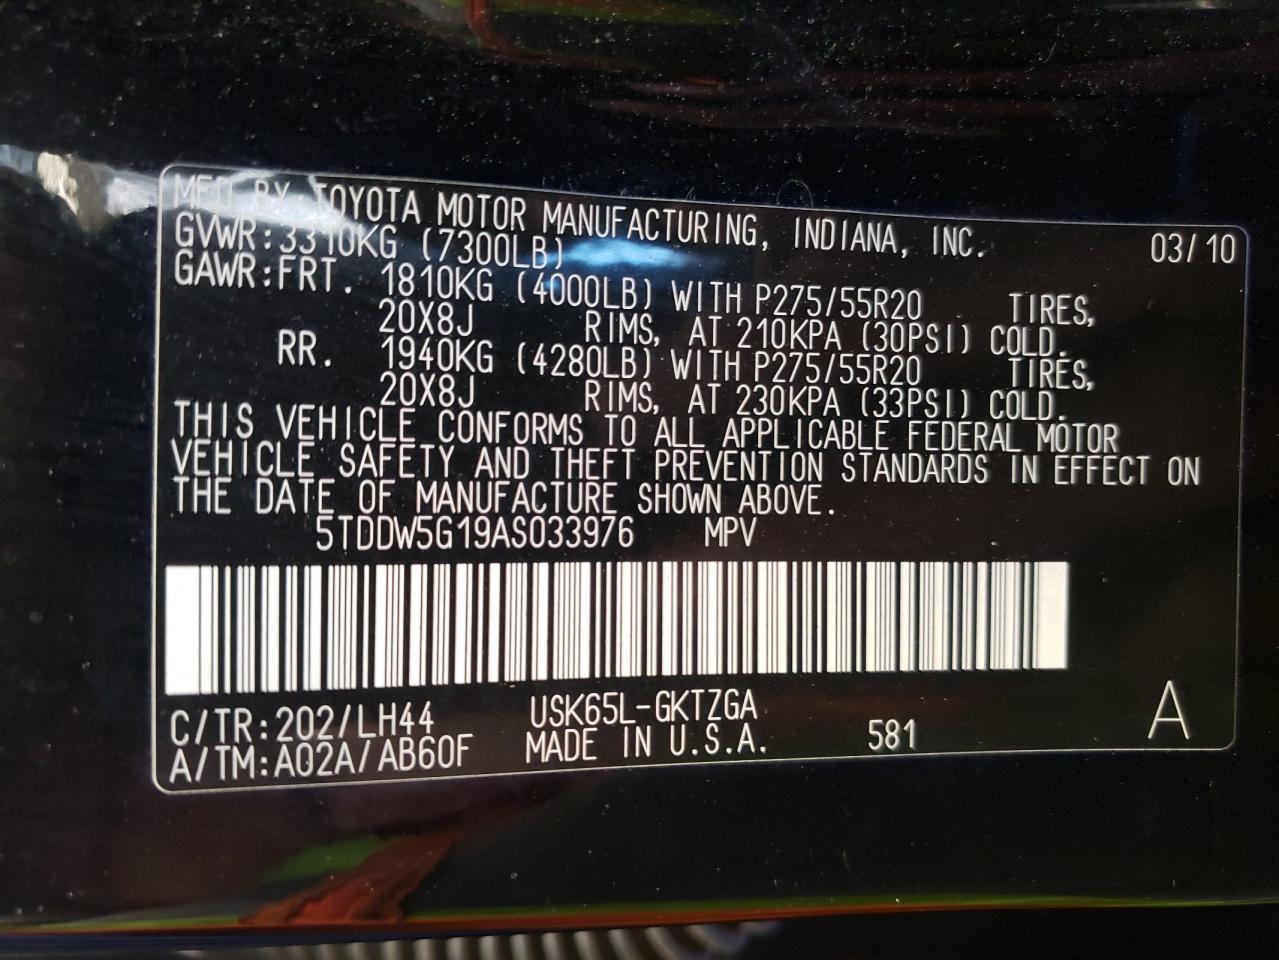 MFD BY: TOYOTA MOTOR MANUFACTURING, INDIANA, INC. 03/10
GVWR: 3310KG (7300LB)
GAWR: FRT. 1810KG (4000LB) WITH P275/55R20 TIRES,
20X8J RIMS, AT 210KPA (30PSI) COLD.
RR. 1940KG (4280LB) WITH P275/55R20 TIRES,
20X8J RIMS, AT 230KPA (33PSI) COLD.
THIS VEHICLE CONFORMS TO ALL APPLICABLE FEDERAL MOTOR
VEHICLE SAFETY AND THEFT PREVENTION STANDARDS IN EFFECT ON
THE DATE OF MANUFACTURE SHOWN ABOVE.
5TDDW5G19AS033976 MPV
C/TR: 202/LH44 USK65L-GKTZGA
A/TM: A02A/AB60F MADE IN U.S.A. 581 A